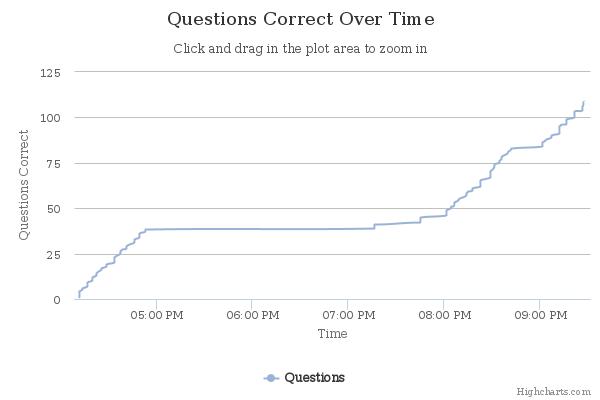 Questions Correct Over Time
Click and drag in the plot area to zoom in
Questions Correct
125
100
75
50
25
0
05:00 PM 06:00 PM 07:00 PM 08:00 PM 09:00 PM
Time
Questions
Highcharts.com